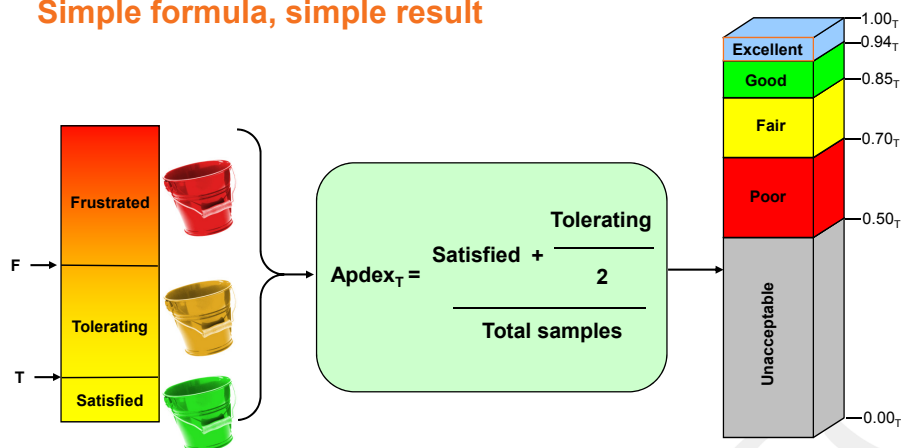 Simple formula, simple result
Frustrated
F
Tolerating
T
Satisfied
Apdex_T =
Satisfied +
Tolerating
2
Total samples
Excellent
Good
Fair
Poor
Unacceptable
1.00_T
0.94_T
0.85_T
0.70_T
0.50_T
0.00_T